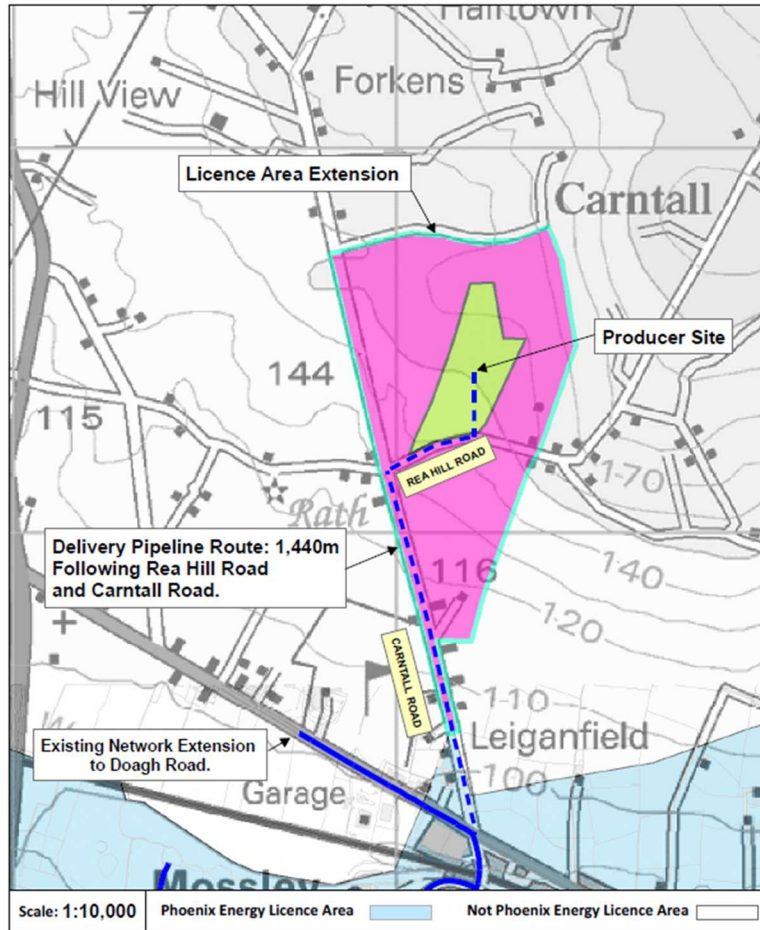 Halftown
Forkens
Hill View
Licence Area Extension
Carntall
Producer Site
144
115
REA HILL ROAD
170
Rath
Delivery Pipeline Route: 1,440m
Following Rea Hill Road
and Carntall Road.
116
140
120
CARNTALL ROAD
110
Leiganfield
Existing Network Extension
to Doagh Road.
100
Garage
Mossley
Scale: 1:10,000
Phoenix Energy Licence Area
Not Phoenix Energy Licence Area